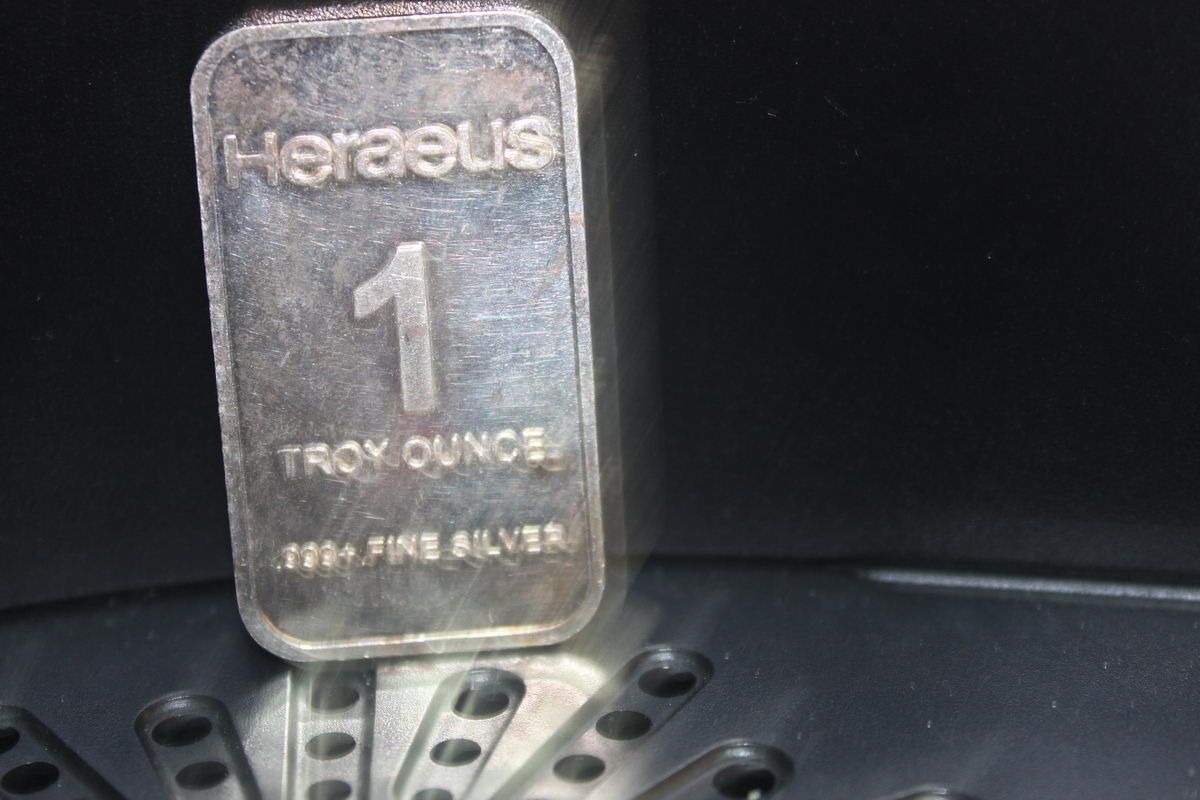 Heraeus
1
TROY OUNCE
.999+ FINE SILVER